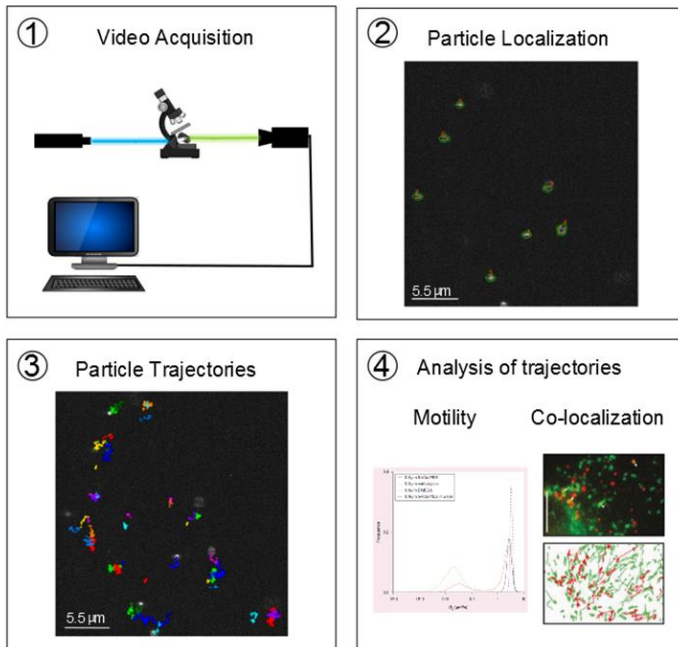 1
Video Acquisition
2
Particle Localization
5.5 µm
3
Particle Trajectories
5.5 µm
4
Analysis of trajectories
Motility
Co-localization
Frequency